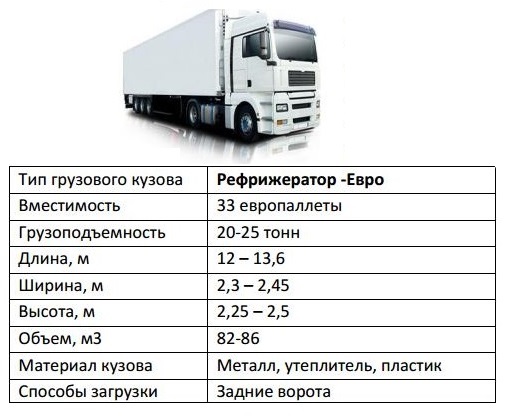 Тип грузового кузова Рефрижератор -Евро
Вместимость 33 европаллеты
Грузоподъемность 20-25 тонн
Длина, м 12 – 13,6
Ширина, м 2,3 – 2,45
Высота, м 2,25 – 2,5
Объем, м3 82-86
Материал кузова Металл, утеплитель, пластик
Способы загрузки Задние ворота